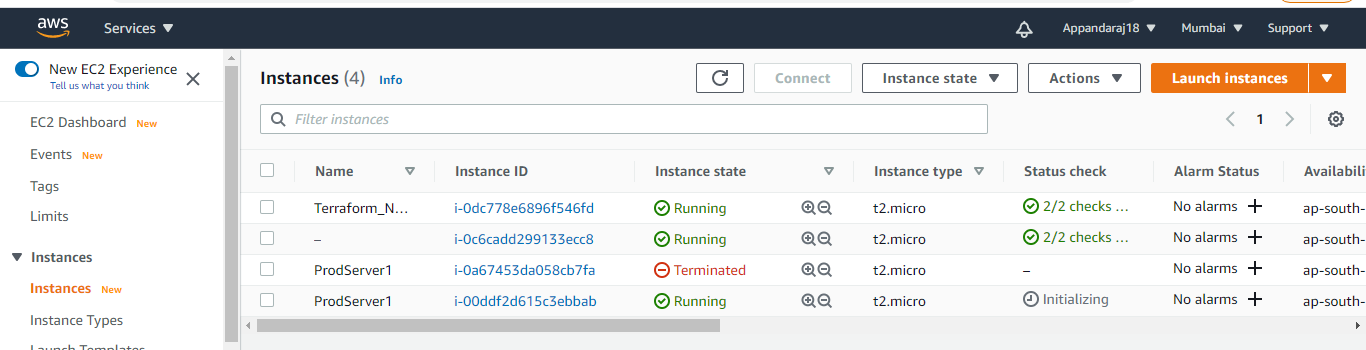 aws Services Appandaraj18 Mumbai Support
New EC2 Experience
Tell us what you think
EC2 Dashboard New
Events New
Tags
Limits
Instances
Instances New
Instance Types
Launch Templates
Instances (4) Info Connect Instance state Actions Launch instances
Filter instances 1
Name Instance ID Instance state Instance type Status check Alarm Status Availabili
Terraform_N... i-0dc778e6896f546fd Running t2.micro 2/2 checks ... No alarms ap-south-
– i-0c6cadd299133ecc8 Running t2.micro 2/2 checks ... No alarms ap-south-
ProdServer1 i-0a67453da058cb7fa Terminated t2.micro – No alarms ap-south-
ProdServer1 i-00ddf2d615c3ebbab Running t2.micro Initializing No alarms ap-south-